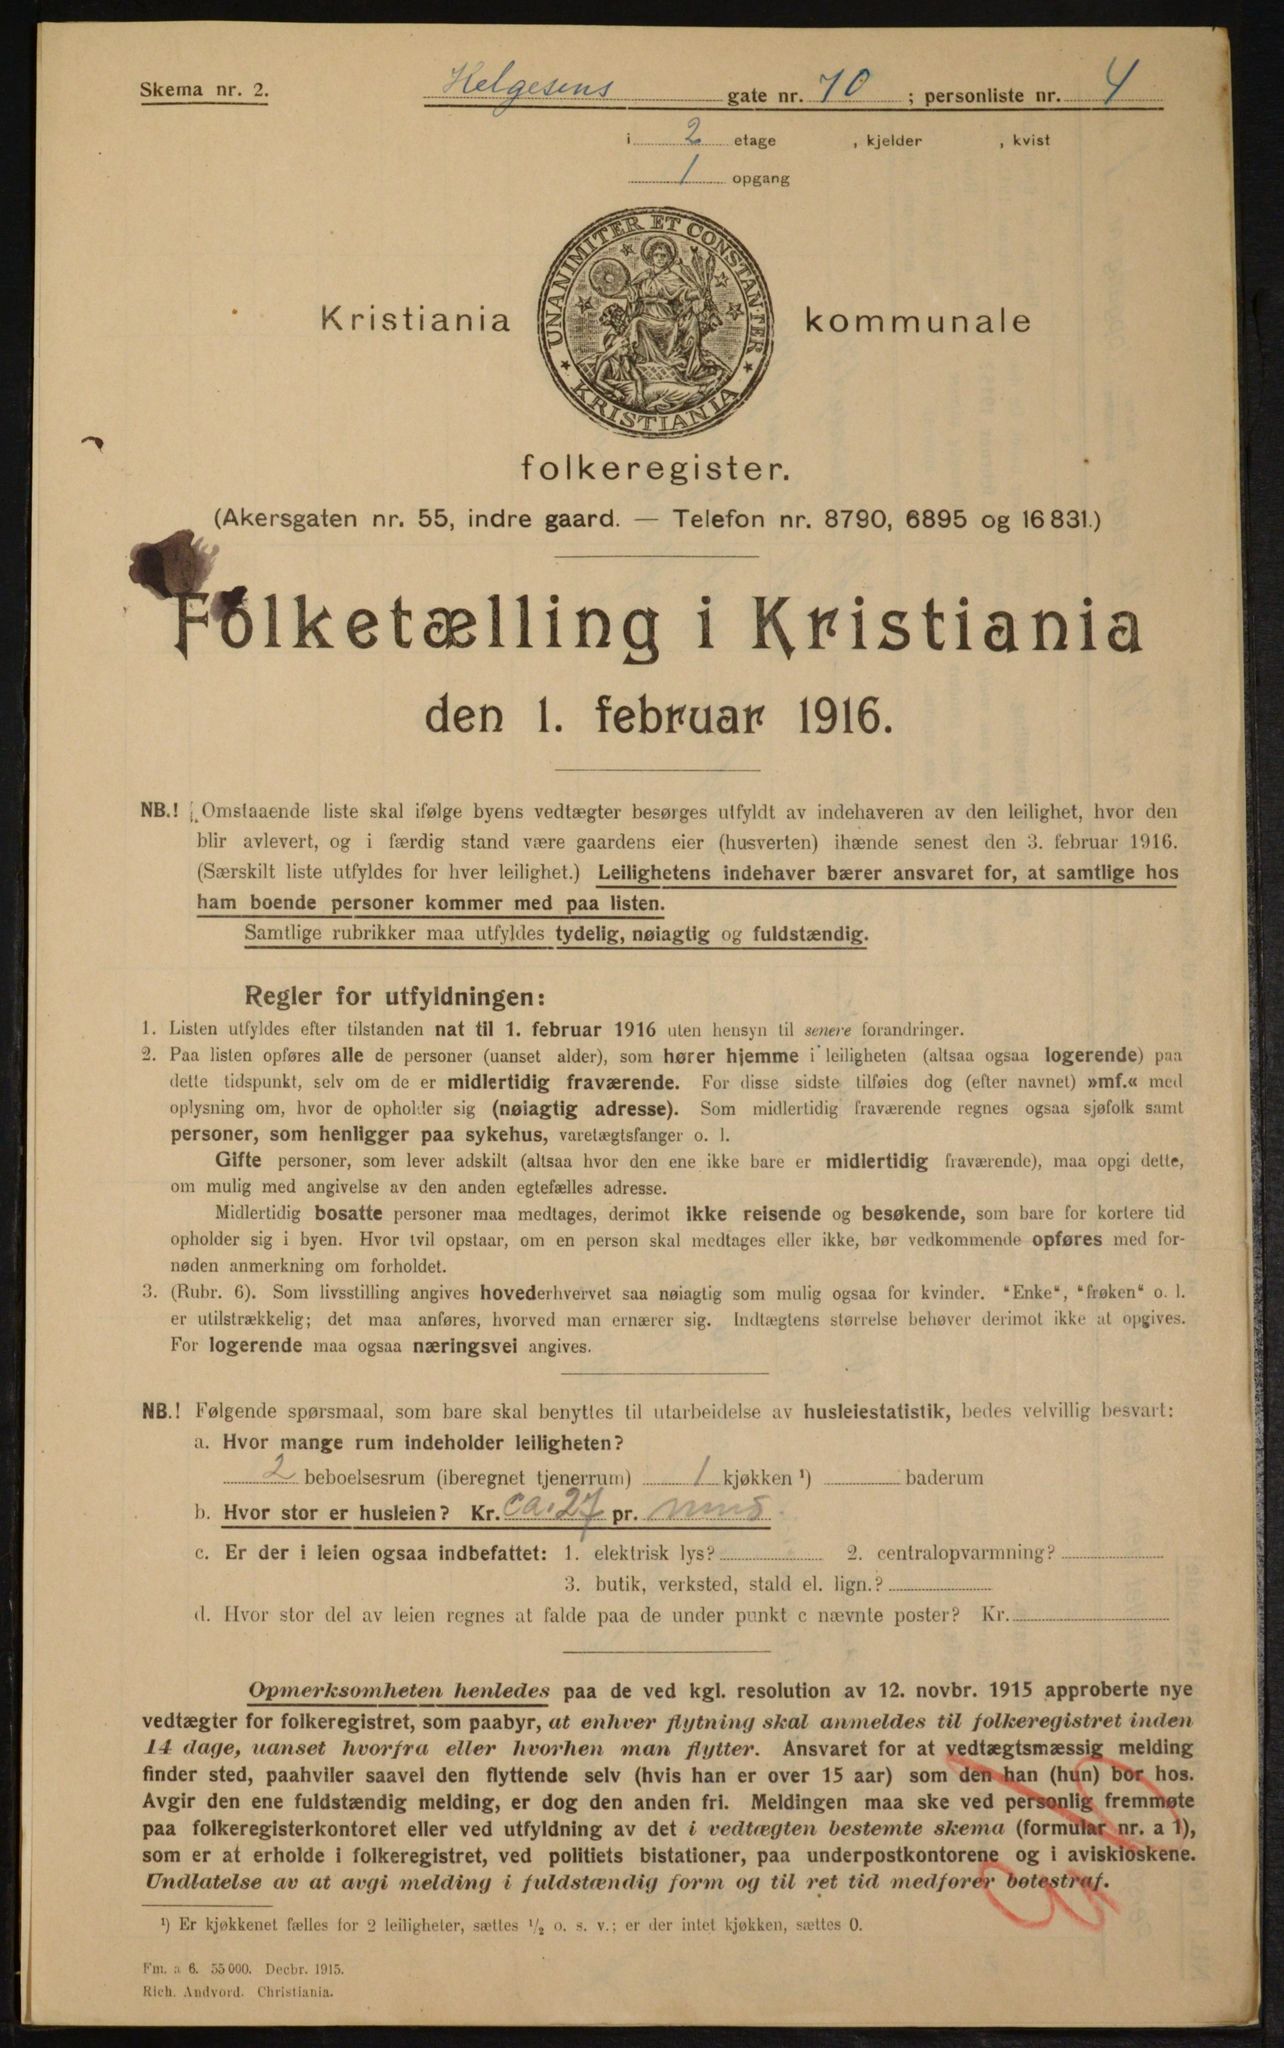 Skema nr. 2.
Helgesens gate nr. 70 ; personliste nr. 4
i 2 etage , kjelder , kvist
1 opgang
UNANIMITER ET CONSTANTER
KRISTIANIA
Kristiania kommunale
folkeregister.
(Akersgaten nr. 55, indre gaard. — Telefon nr. 8790, 6895 og 16 831.)
Folketælling i Kristiania
den 1. februar 1916.
NB.! Omstaaende liste skal ifølge byens vedtægter besørges utfyldt av indehaveren av den leilighet, hvor den
blir avlevert, og i færdig stand være gaardens eier (husverten) ihænde senest den 3. februar 1916.
(Særskilt liste utfyldes for hver leilighet.) Leilighetens indehaver bærer ansvaret for, at samtlige hos
ham boende personer kommer med paa listen.
Samtlige rubrikker maa utfyldes tydelig, nøiagtig og fuldstændig.
Regler for utfyldningen:
1. Listen utfyldes efter tilstanden nat til 1. februar 1916 uten hensyn til senere forandringer.
2. Paa listen opføres alle de personer (uanset alder), som hører hjemme i leiligheten (altsaa ogsaa logerende) paa
dette tidspunkt, selv om de er midlertidig fraværende. For disse sidste tilføies dog (efter navnet) »mf.« med
oplysning om, hvor de opholder sig (nøiagtig adresse). Som midlertidig fraværende regnes ogsaa sjøfolk samt
personer, som henligger paa sykehus, varetægtsfanger o. l.
Gifte personer, som lever adskilt (altsaa hvor den ene ikke bare er midlertidig fraværende), maa opgi dette,
om mulig med angivelse av den anden egtefælles adresse.
Midlertidig bosatte personer maa medtages, derimot ikke reisende og besøkende, som bare for kortere tid
opholder sig i byen. Hvor tvil opstaar, om en person skal medtages eller ikke, bør vedkommende opføres med for-
nøden anmerkning om forholdet.
3. (Rubr. 6). Som livsstilling angives hovederhvervet saa nøiagtig som mulig ogsaa for kvinder. "Enke", "frøken" o. l.
er utilstrækkelig; det maa anføres, hvorved man ernærer sig. Indtægtens størrelse behøver derimot ikke at opgives.
For logerende maa ogsaa næringsvei angives.
NB.! Følgende spørsmaal, som bare skal benyttes til utarbeidelse av husleiestatistik, bedes velvillig besvart:
a. Hvor mange rum indeholder leiligheten?
2 beboelsesrum (iberegnet tjenerrum) 1 kjøkken ¹) baderum
b. Hvor stor er husleien? Kr. ca. 27 pr.
c. Er der i leien ogsaa indbefattet: 1. elektrisk lys? 2. centralopvarmning?
3. butik, verksted, stald el. lign.?
d. Hvor stor del av leien regnes at falde paa de under punkt c nævnte poster? Kr.
Opmerksomheten henledes paa de ved kgl. resolution av 12. novbr. 1915 approberte nye
vedtægter for folkeregistret, som paabyr, at enhver flytning skal anmeldes til folkeregistret inden
14 dage, uanset hvorfra eller hvorhen man flytter. Ansvaret for at vedtægtsmæssig melding
finder sted, paahviler saavel den flyttende selv (hvis han er over 15 aar) som den han (hun) bor hos.
Avgir den ene fuldstændig melding, er dog den anden fri. Meldingen maa ske ved personlig fremmøte
paa folkeregisterkontoret eller ved utfyldning av det i vedtægten bestemte skema (formular nr. a 1),
som er at erholde i folkeregistret, ved politiets bistationer, paa underpostkontorene og i aviskioskene.
Undlatelse av at avgi melding i fuldstændig form og til ret tid medfører bøtestraf.
¹) Er kjøkkenet fælles for 2 leiligheter, sættes ½ o. s. v.; er der intet kjøkken, sættes 0.
Fm. a 6. 55 000. Decbr. 1915.
Rich. Andvord. Christiania.